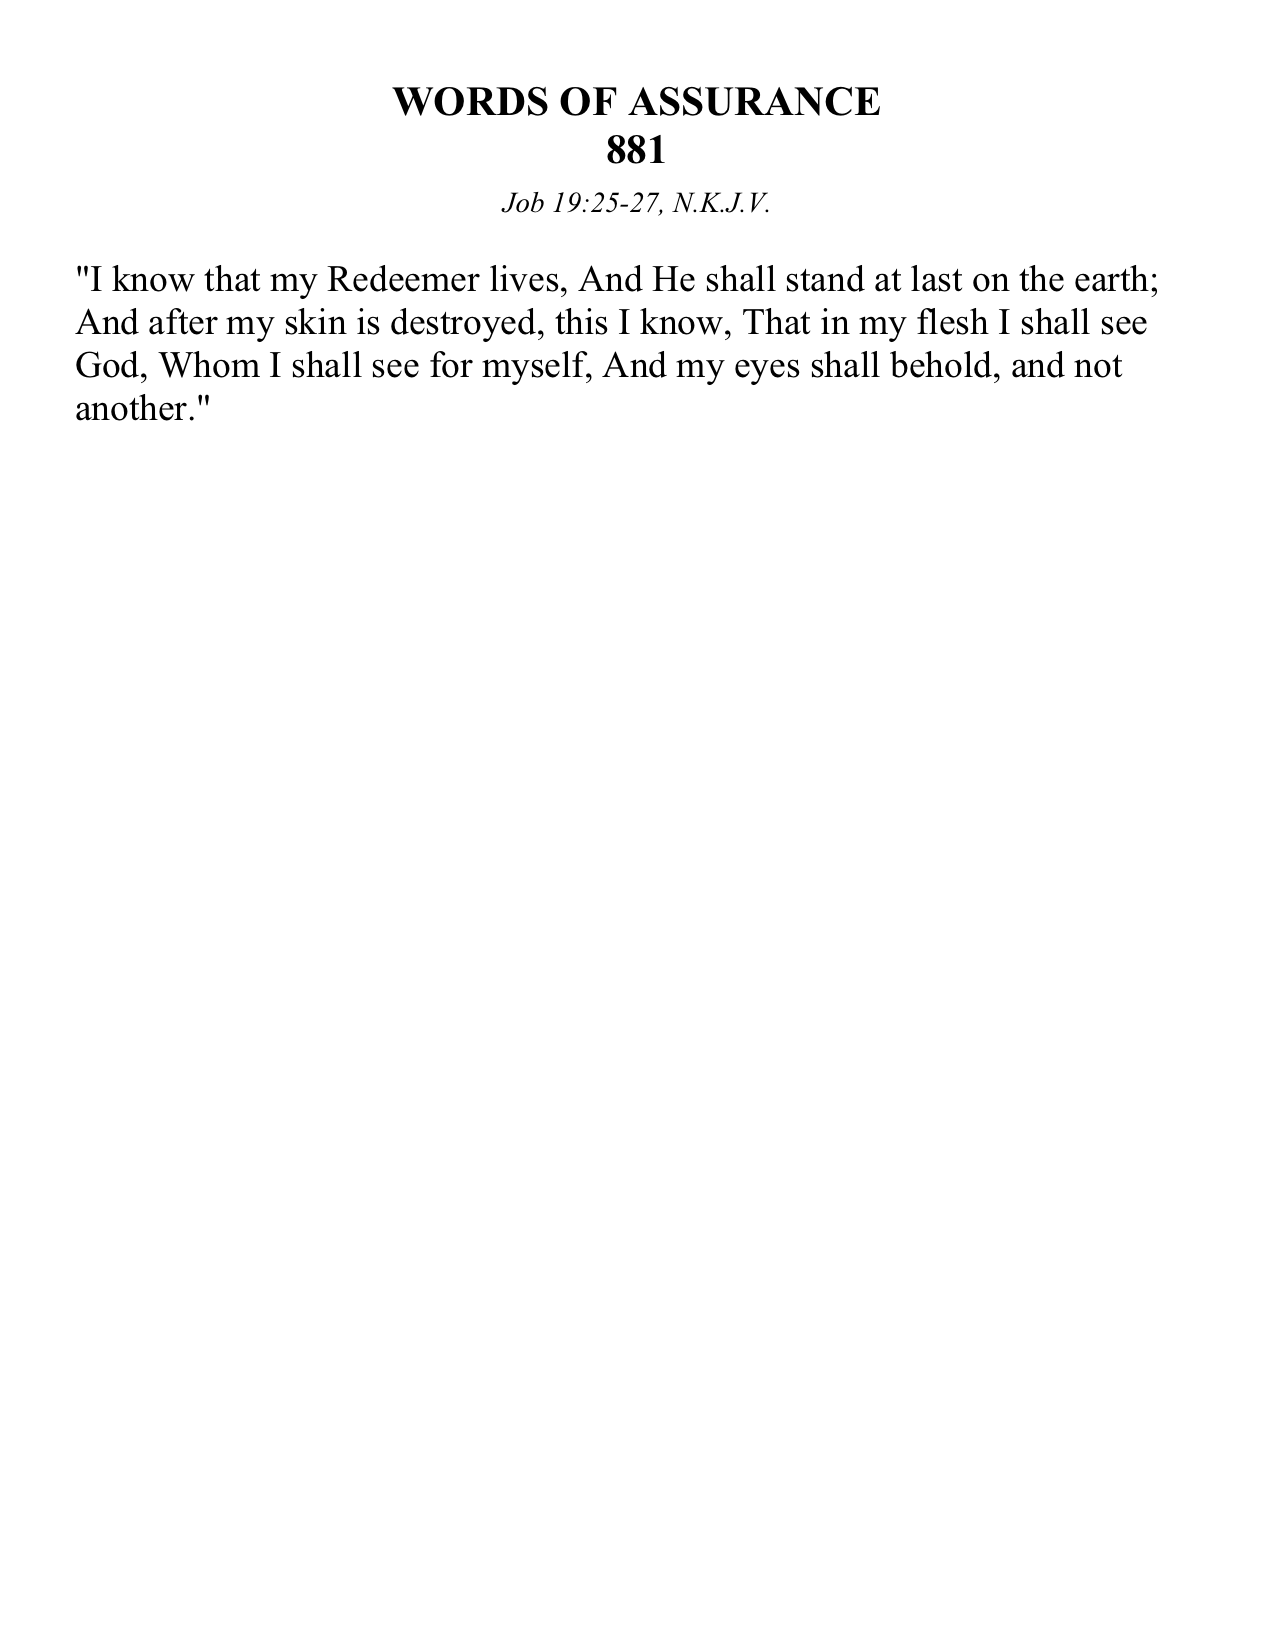 WORDS OF ASSURANCE
881
Job 19:25-27, N.K.J.V.
"I know that my Redeemer lives, And He shall stand at last on the earth;
And after my skin is destroyed, this I know, That in my flesh I shall see
God, Whom I shall see for myself, And my eyes shall behold, and not
another."